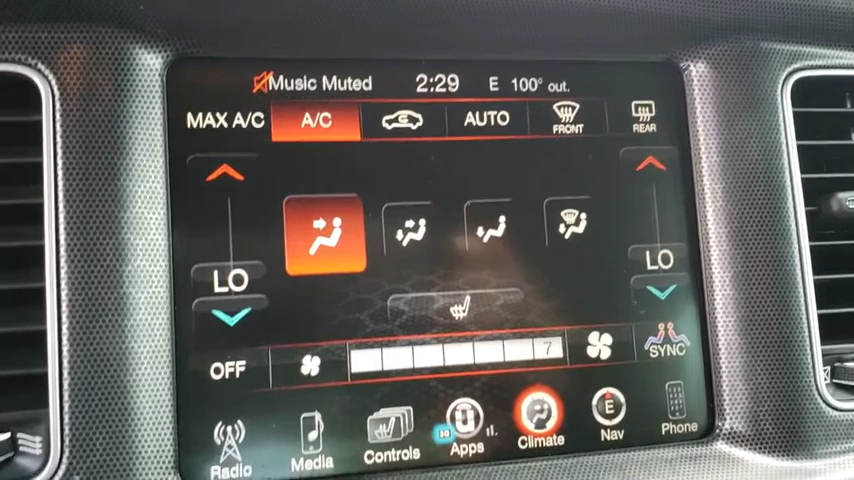 Music Muted 2:29 E 100° out.
MAX A/C A/C AUTO FRONT REAR
LO LO
OFF 7 SYNC
Radio Media Controls Apps Climate E Nav Phone